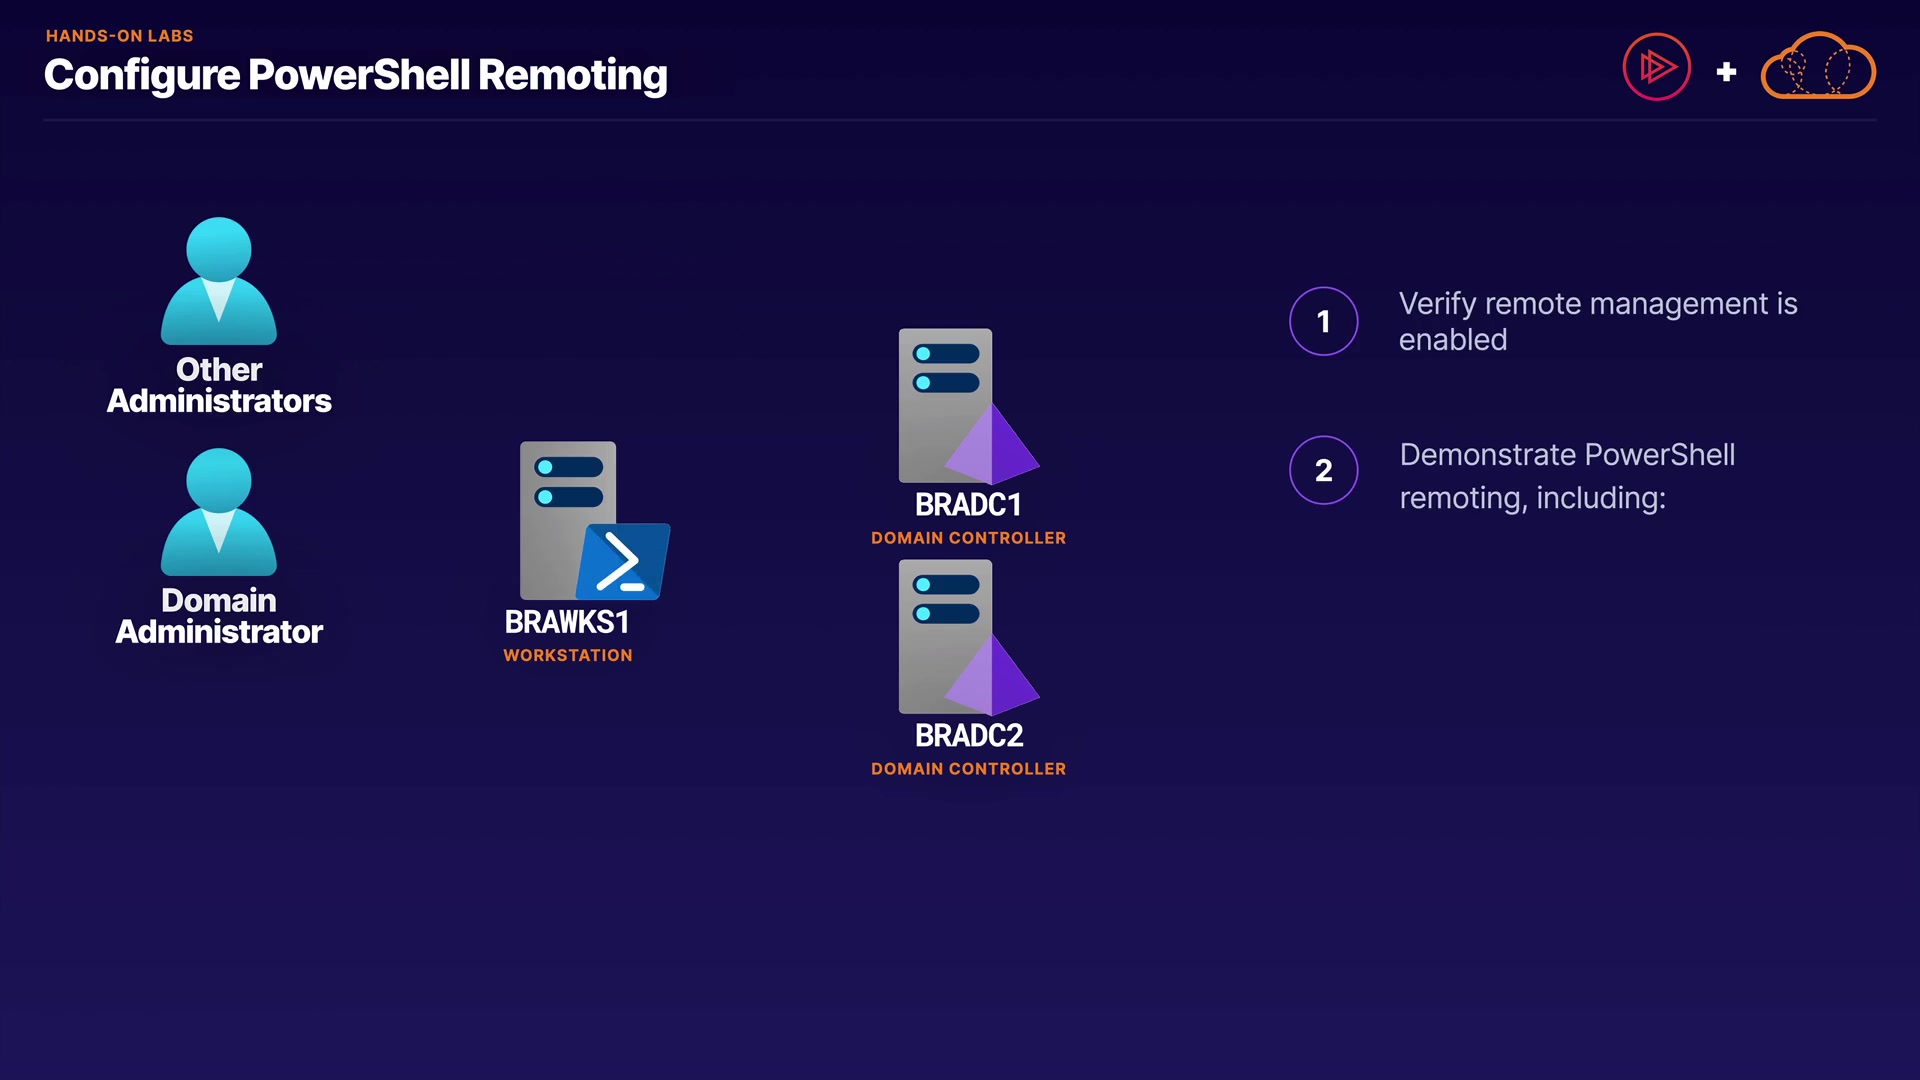 HANDS-ON LABS
Configure PowerShell Remoting
Other
Administrators
Domain
Administrator
BRAWKS1
WORKSTATION
BRADC1
DOMAIN CONTROLLER
BRADC2
DOMAIN CONTROLLER
1
Verify remote management is
enabled
2
Demonstrate PowerShell
remoting, including: